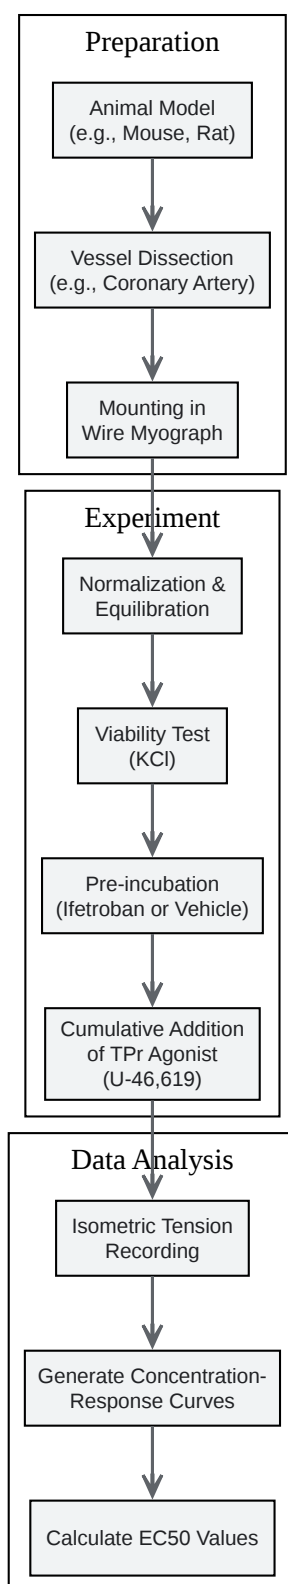 Preparation
Animal Model
(e.g., Mouse, Rat)
Vessel Dissection
(e.g., Coronary Artery)
Mounting in
Wire Myograph
Experiment
Normalization &
Equilibration
Viability Test
(KCl)
Pre-incubation
(Ifetroban or Vehicle)
Cumulative Addition
of TPr Agonist
(U-46,619)
Data Analysis
Isometric Tension
Recording
Generate Concentration-
Response Curves
Calculate EC50 Values